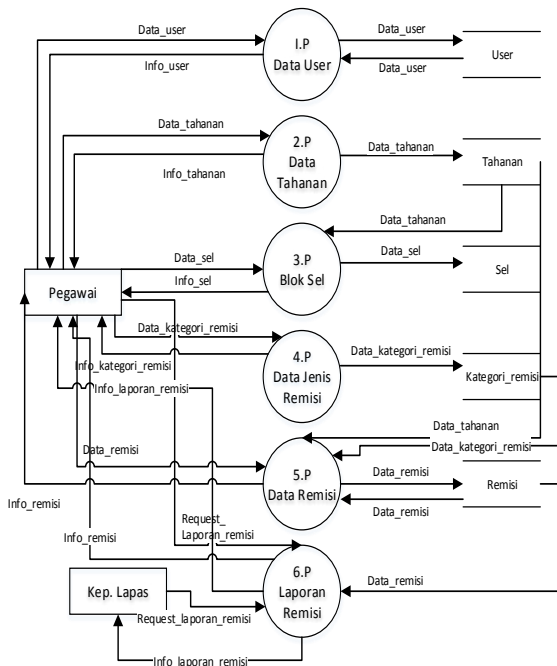 Data_user
Data_user
1.P
Data User
Info_user
Data_user
User
Data_tahanan
2.P
Data
Tahanan
Data_tahanan
Info_tahanan
Tahanan
Data_tahanan
Data_sel
3.P
Blok Sel
Data_sel
Info_sel
Sel
Pegawai
Data_kategori_remisi
4.P
Data Jenis
Remisi
Data_kategori_remisi
Info_kategori_remisi
Kategori_remisi
Info_laporan_remisi
Data_tahanan
Data_kategori_remisi
Data_remisi
5.P
Data Remisi
Data_remisi
Remisi
Info_remisi
Data_remisi
Request_
Laporan_remisi
Info_remisi
6.P
Laporan
Remisi
Data_remisi
Kep. Lapas
Request_laporan_remisi
Info_laporan_remisi